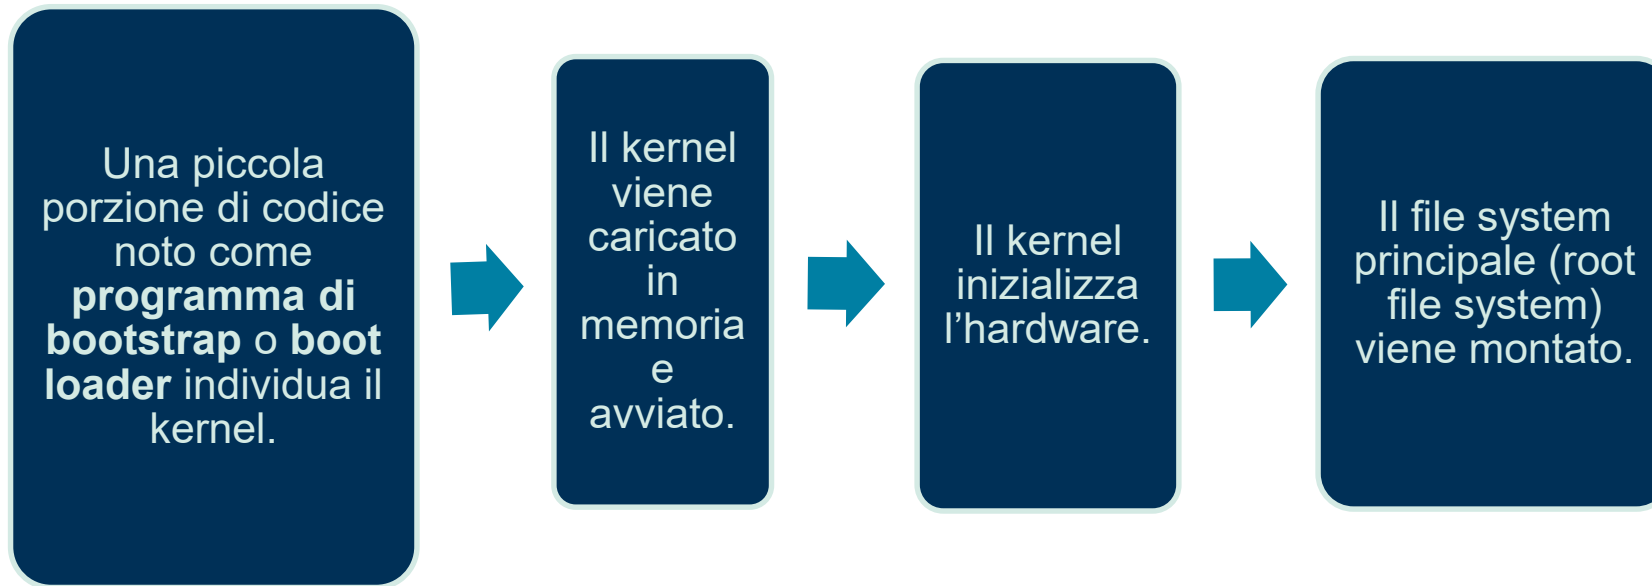 Una piccola
porzione di codice
noto come
programma di
bootstrap o boot
loader individua il
kernel.
Il kernel
viene
caricato
in
memoria
e
avviato.
Il kernel
inizializza
l’hardware.
Il file system
principale (root
file system)
viene montato.